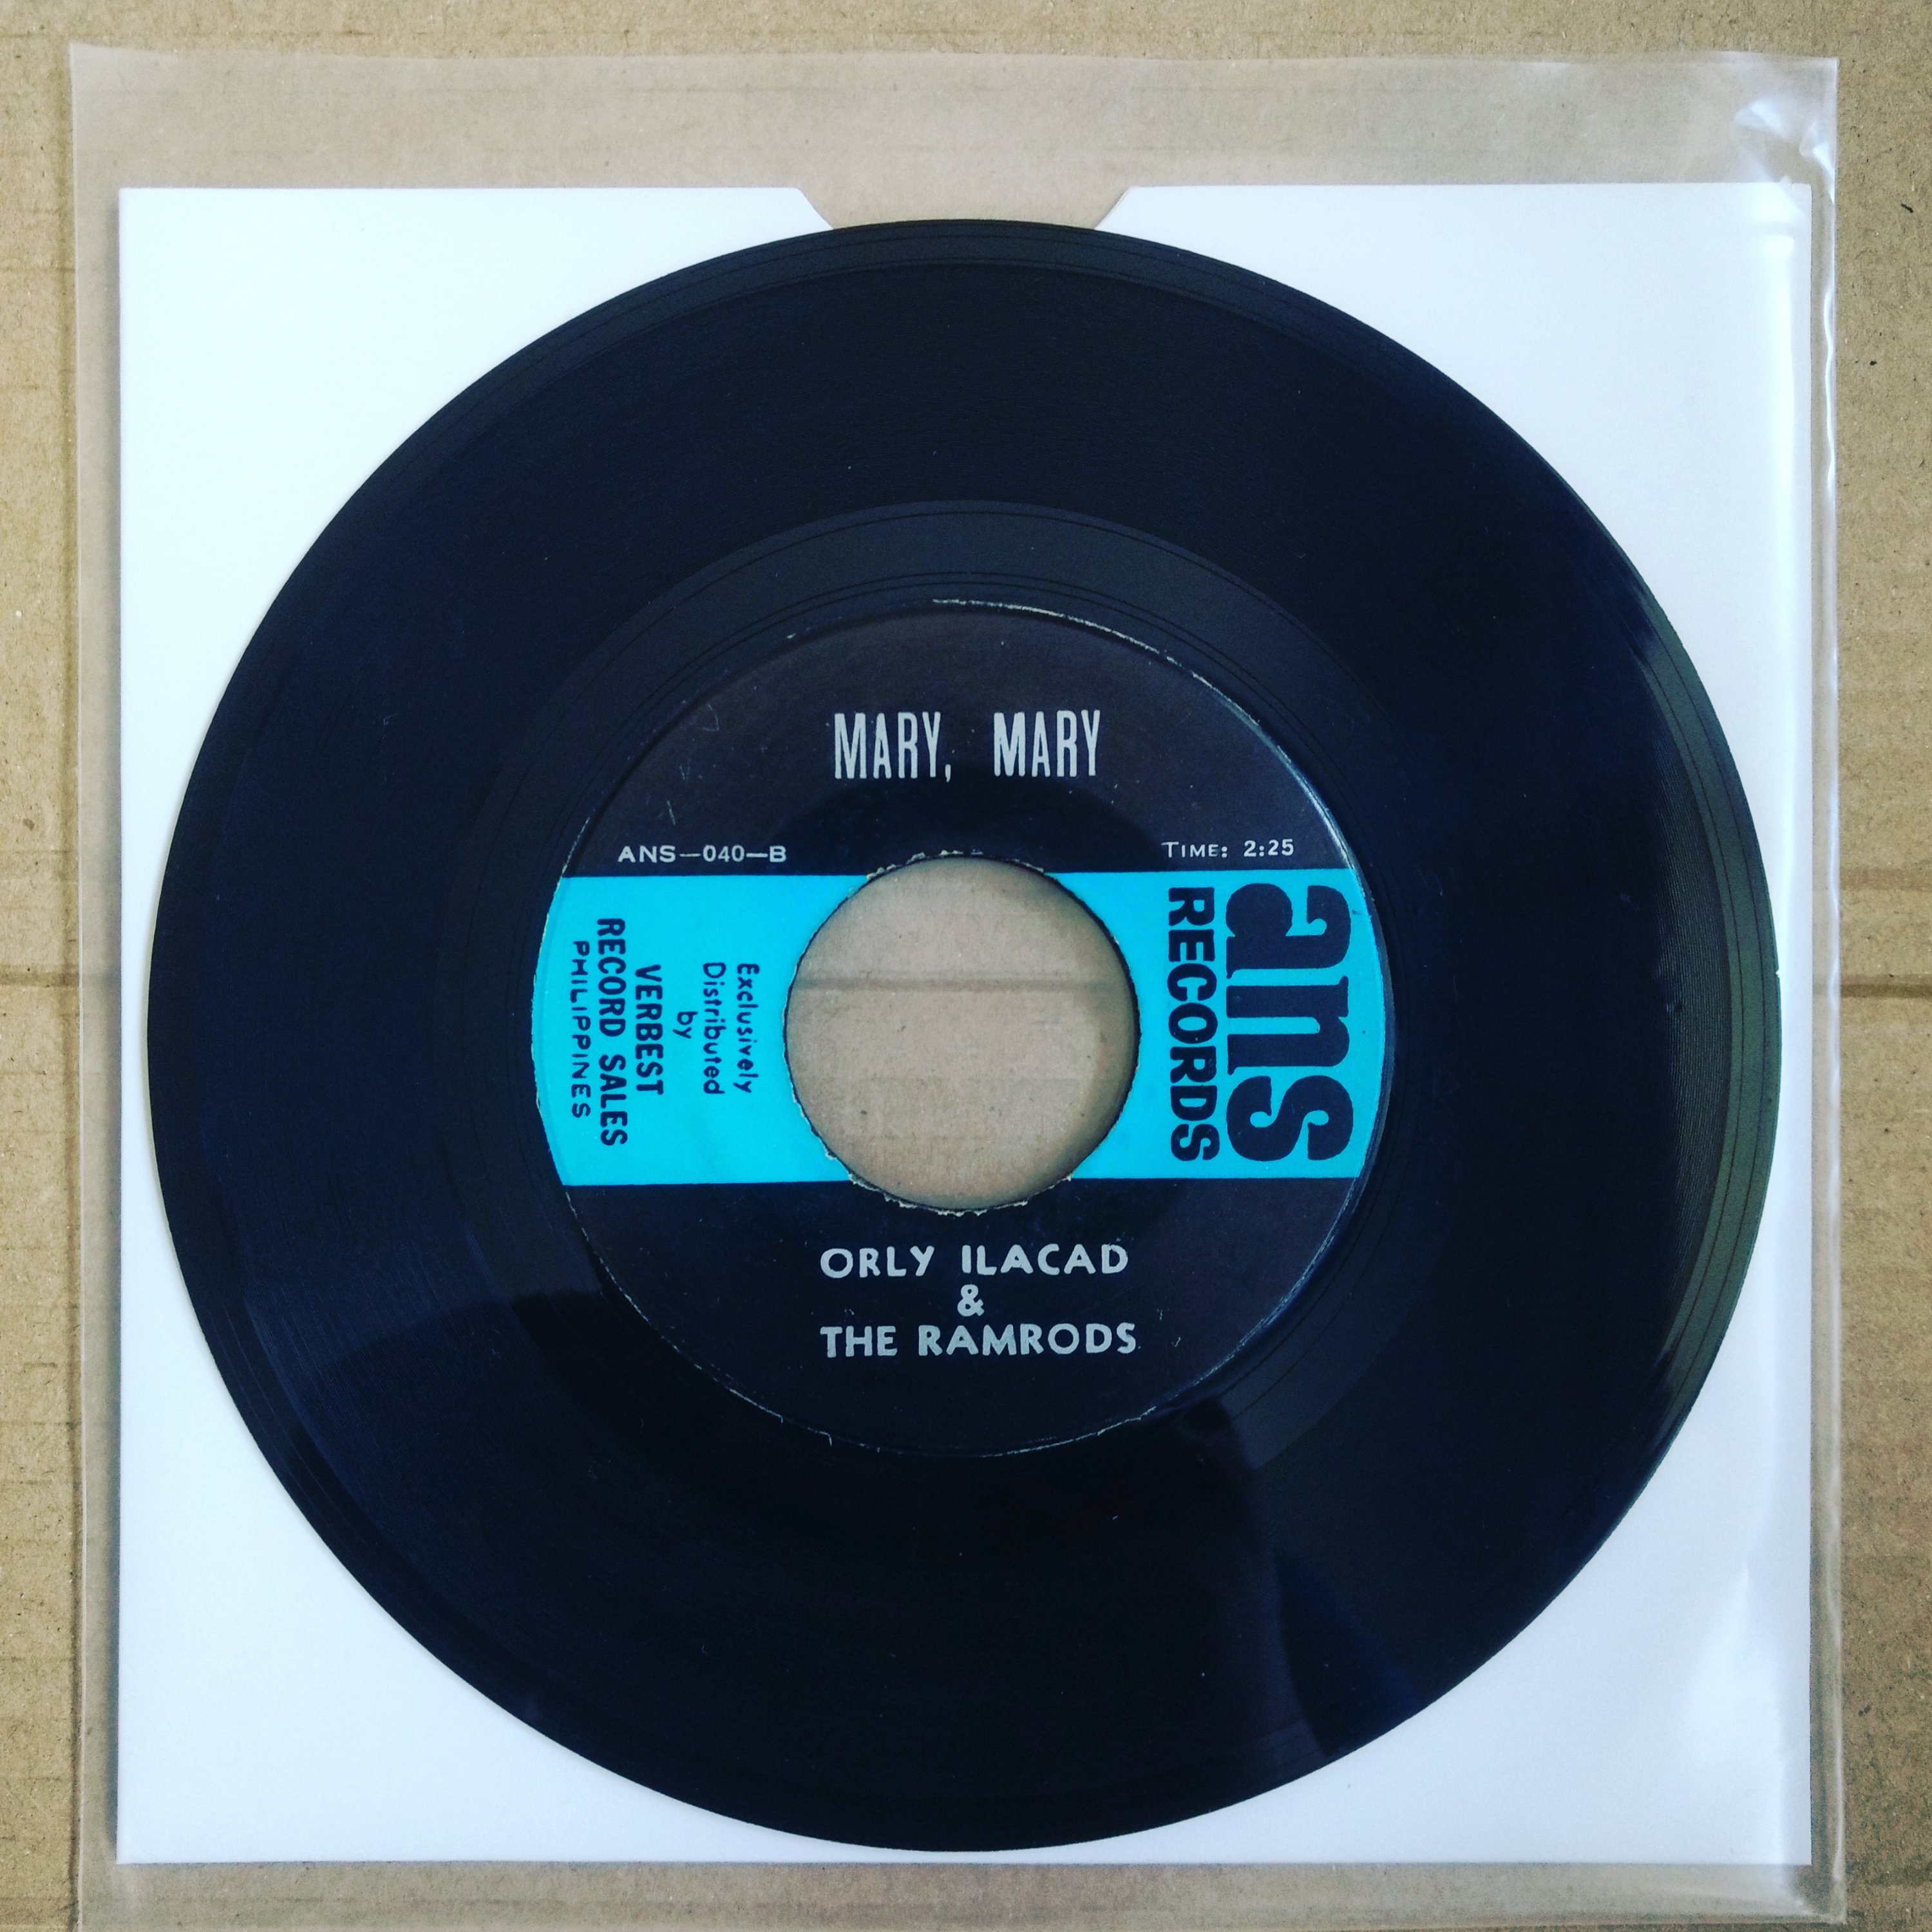 MARY, MARY
ANS—040—B
TIME: 2:25
ans
RECORDS
Exclusively
Distributed
by
VERBEST
RECORD SALES
PHILIPPINES
ORLY ILACAD
&
THE RAMRODS